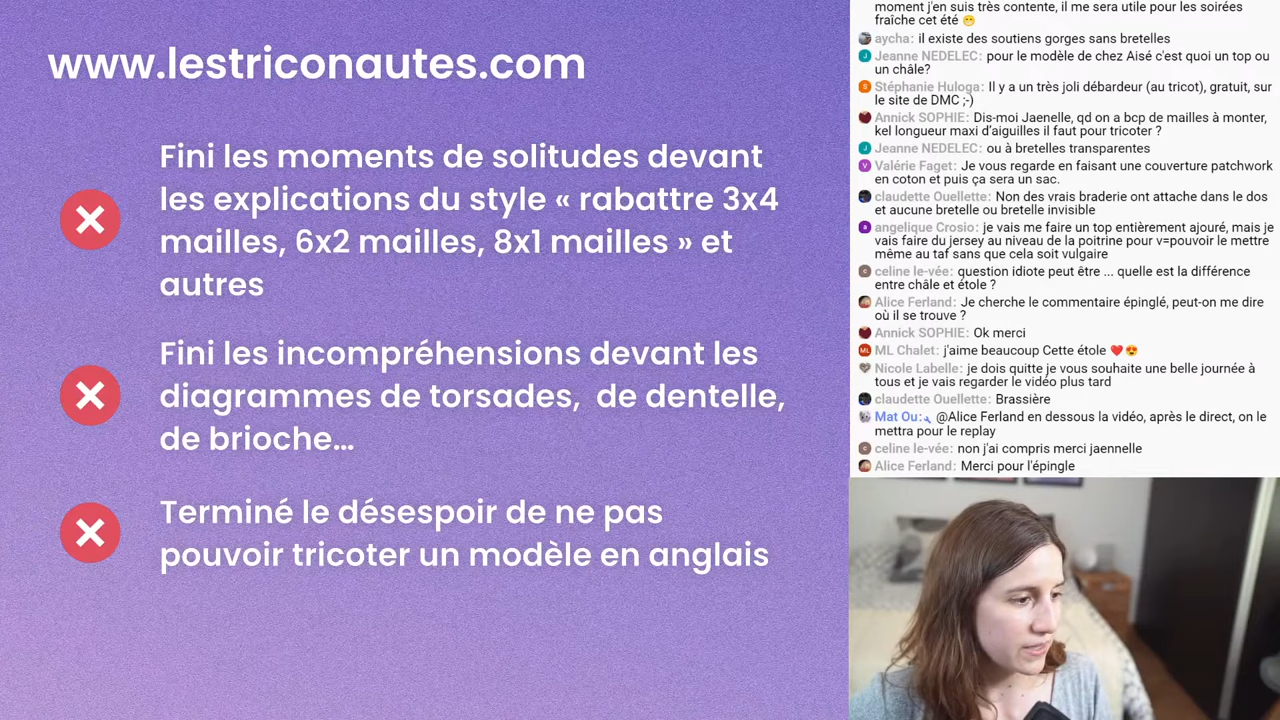 www.lestriconautes.com
Fini les moments de solitudes devant
les explications du style « rabattre 3x4
mailles, 6x2 mailles, 8x1 mailles » et
autres
Fini les incompréhensions devant les
diagrammes de torsades,  de dentelle,
de brioche...
Terminé le désespoir de ne pas
pouvoir tricoter un modèle en anglais
moment j'en suis très contente, il me sera utile pour les soirées
fraîche cet été 😁
aycha: il existe des soutiens gorges sans bretelles
Jeanne NEDELEC: pour le modèle de chez Aisé c'est quoi un top ou
un châle?
Stéphanie Huloga: Il y a un très joli débardeur (au tricot), gratuit, sur
le site de DMC ;-)
Annick SOPHIE: Dis-moi Jaenelle, qd on a bcp de mailles à monter,
kel longueur maxi d'aiguilles il faut pour tricoter ?
Jeanne NEDELEC: ou à bretelles transparentes
Valérie Faget: Je vous regarde en faisant une couverture patchwork
en coton et puis ça sera un sac.
claudette Ouellette: Non des vrais braderie ont attache dans le dos
et aucune bretelle ou bretelle invisible
angelique Crosio: je vais me faire un top entièrement ajouré, mais je
vais faire du jersey au niveau de la poitrine pour v=pouvoir le mettre
même au taf sans que cela soit vulgaire
celine le-vée: question idiote peut être ... quelle est la différence
entre châle et étole ?
Alice Ferland: Je cherche le commentaire épinglé, peut-on me dire
où il se trouve ?
Annick SOPHIE: Ok merci
ML Chalet: j'aime beaucoup Cette étole ❤️😍
Nicole Labelle: je dois quitte je vous souhaite une belle journée à
tous et je vais regarder le vidéo plus tard
claudette Ouellette: Brassière
Mat Ou: @Alice Ferland en dessous la vidéo, après le direct, on le
mettra pour le replay
celine le-vée: non j'ai compris merci jaennelle
Alice Ferland: Merci pour l'épingle